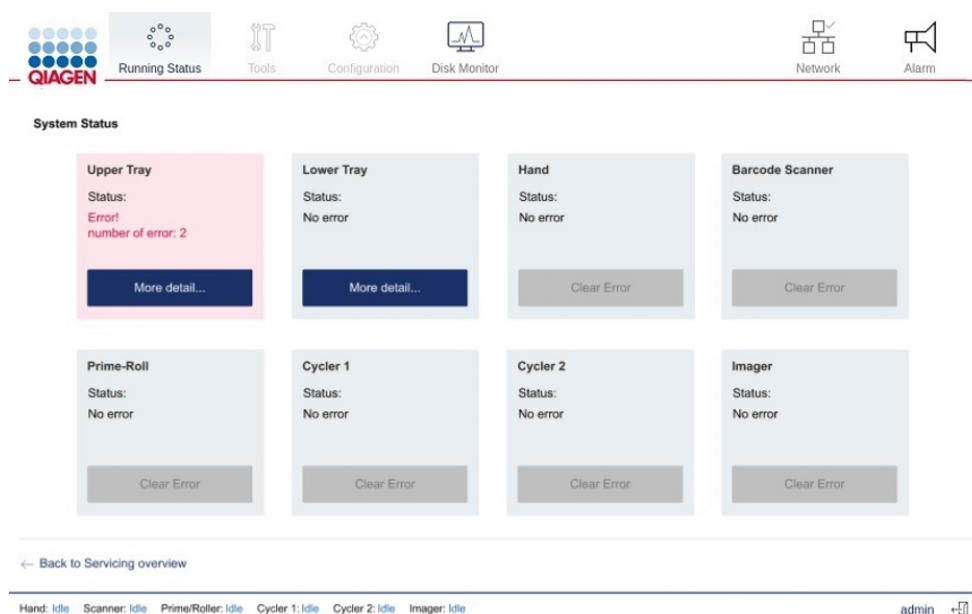 QIAGEN
Running Status
Tools
Configuration
Disk Monitor
Network
Alarm
System Status
Upper Tray
Status:
Error!
number of error: 2
More detail...
Lower Tray
Status:
No error
More detail...
Hand
Status:
No error
Clear Error
Barcode Scanner
Status:
No error
Clear Error
Prime-Roll
Status:
No error
Clear Error
Cycler 1
Status:
No error
Clear Error
Cycler 2
Status:
No error
Clear Error
Imager
Status:
No error
Clear Error
← Back to Servicing overview
Hand: Idle Scanner: Idle Prime/Roller: Idle Cycler 1: Idle Cycler 2: Idle Imager: Idle admin